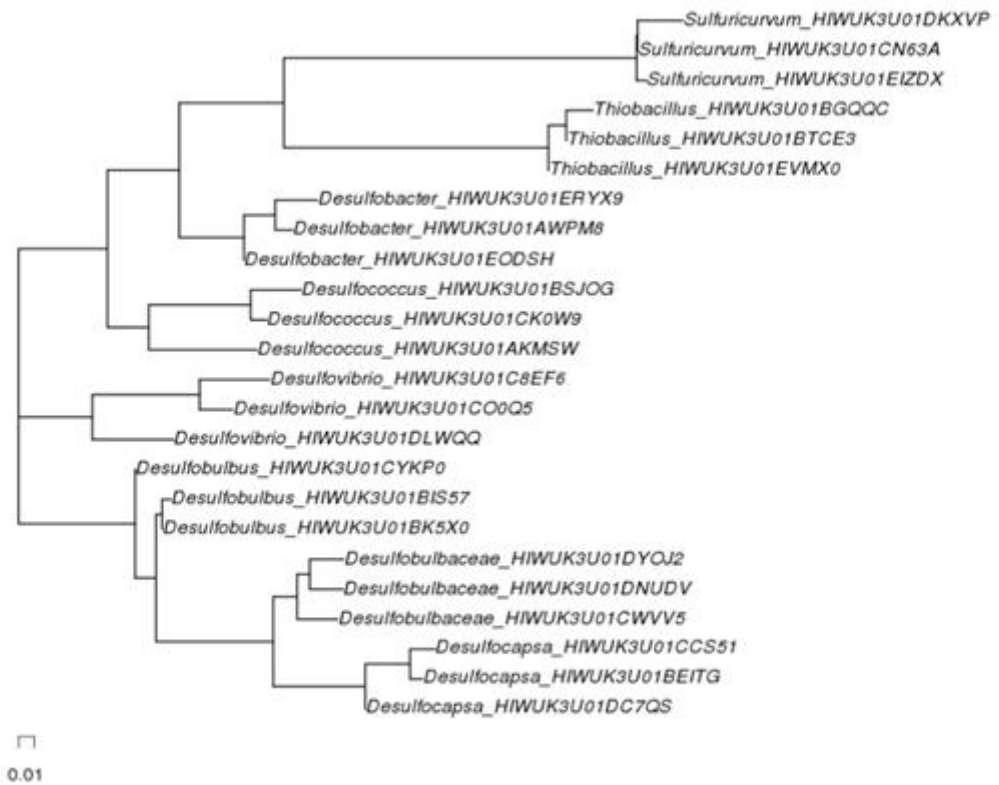 Sulfuricurvum_HIWUK3U01DKXVP
Sulfuricurvum_HIWUK3U01CN63A
Sulfuricurvum_HIWUK3U01EIZDX
Thiobacillus_HIWUK3U01BGQQC
Thiobacillus_HIWUK3U01BTCE3
Thiobacillus_HIWUK3U01EVMX0
Desulfobacter_HIWUK3U01ERYX9
Desulfobacter_HIWUK3U01AWPM8
Desulfobacter_HIWUK3U01EODSH
Desulfococcus_HIWUK3U01BSJOG
Desulfococcus_HIWUK3U01CK0W9
Desulfococcus_HIWUK3U01AKMSW
Desulfovibrio_HIWUK3U01C8EF6
Desulfovibrio_HIWUK3U01CO0Q5
Desulfovibrio_HIWUK3U01DLWQQ
Desulfobulbus_HIWUK3U01CYKP0
Desulfobulbus_HIWUK3U01BIS57
Desulfobulbus_HIWUK3U01BK5X0
Desulfobulbaceae_HIWUK3U01DYOJ2
Desulfobulbaceae_HIWUK3U01DNUDV
Desulfobulbaceae_HIWUK3U01CWVV5
Desulfocapsa_HIWUK3U01CCS51
Desulfocapsa_HIWUK3U01BEITG
Desulfocapsa_HIWUK3U01DC7QS
0.01